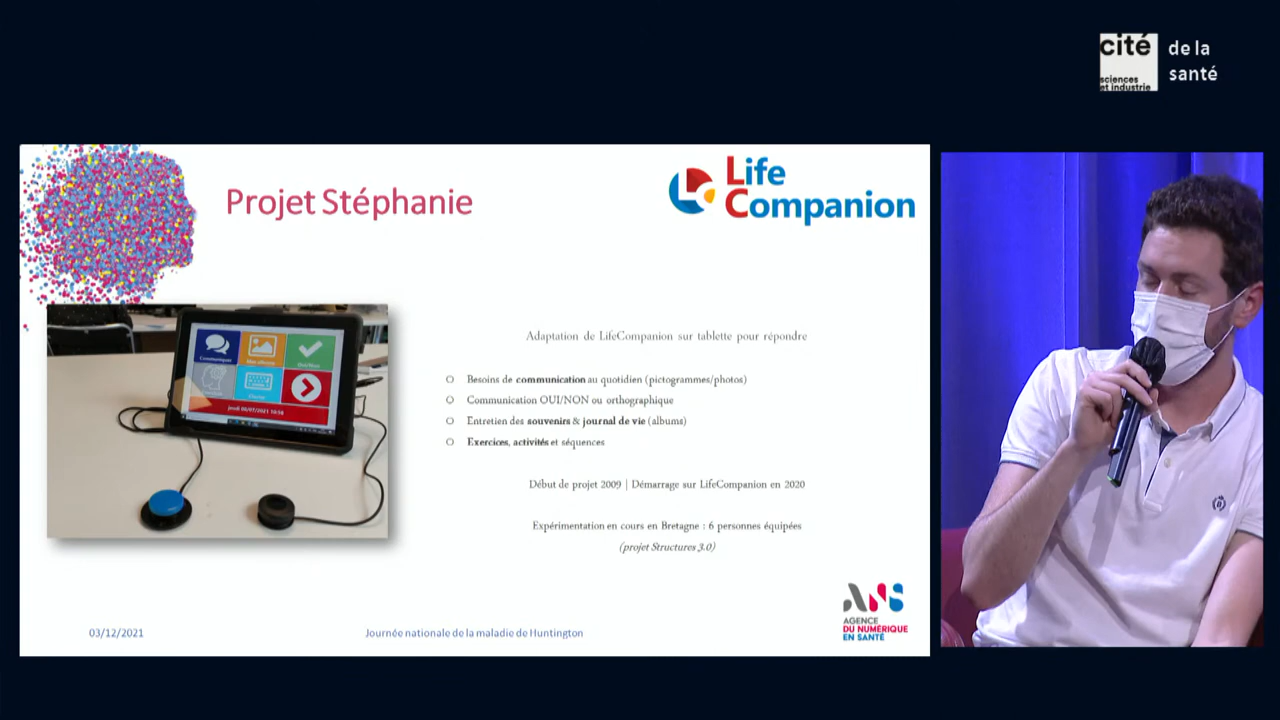 cité
sciences
et industrie
de la
santé
Projet Stéphanie
Life
Companion
Adaptation de LifeCompanion sur tablette pour répondre
Besoins de communication au quotidien (pictogrammes/photos)
Communication OUI/NON ou orthographique
Entretien des souvenirs & journal de vie (albums)
Exercices, activités et séquences
Début de projet 2009 | Démarrage sur LifeCompanion en 2020
Expérimentation en cours en Bretagne : 6 personnes équipées
(projet Structures 3.0)
Communiquer
Oui/Non
ANS
AGENCE
DU NUMÉRIQUE
EN SANTÉ
03/12/2021
Journée nationale de la maladie de Huntington